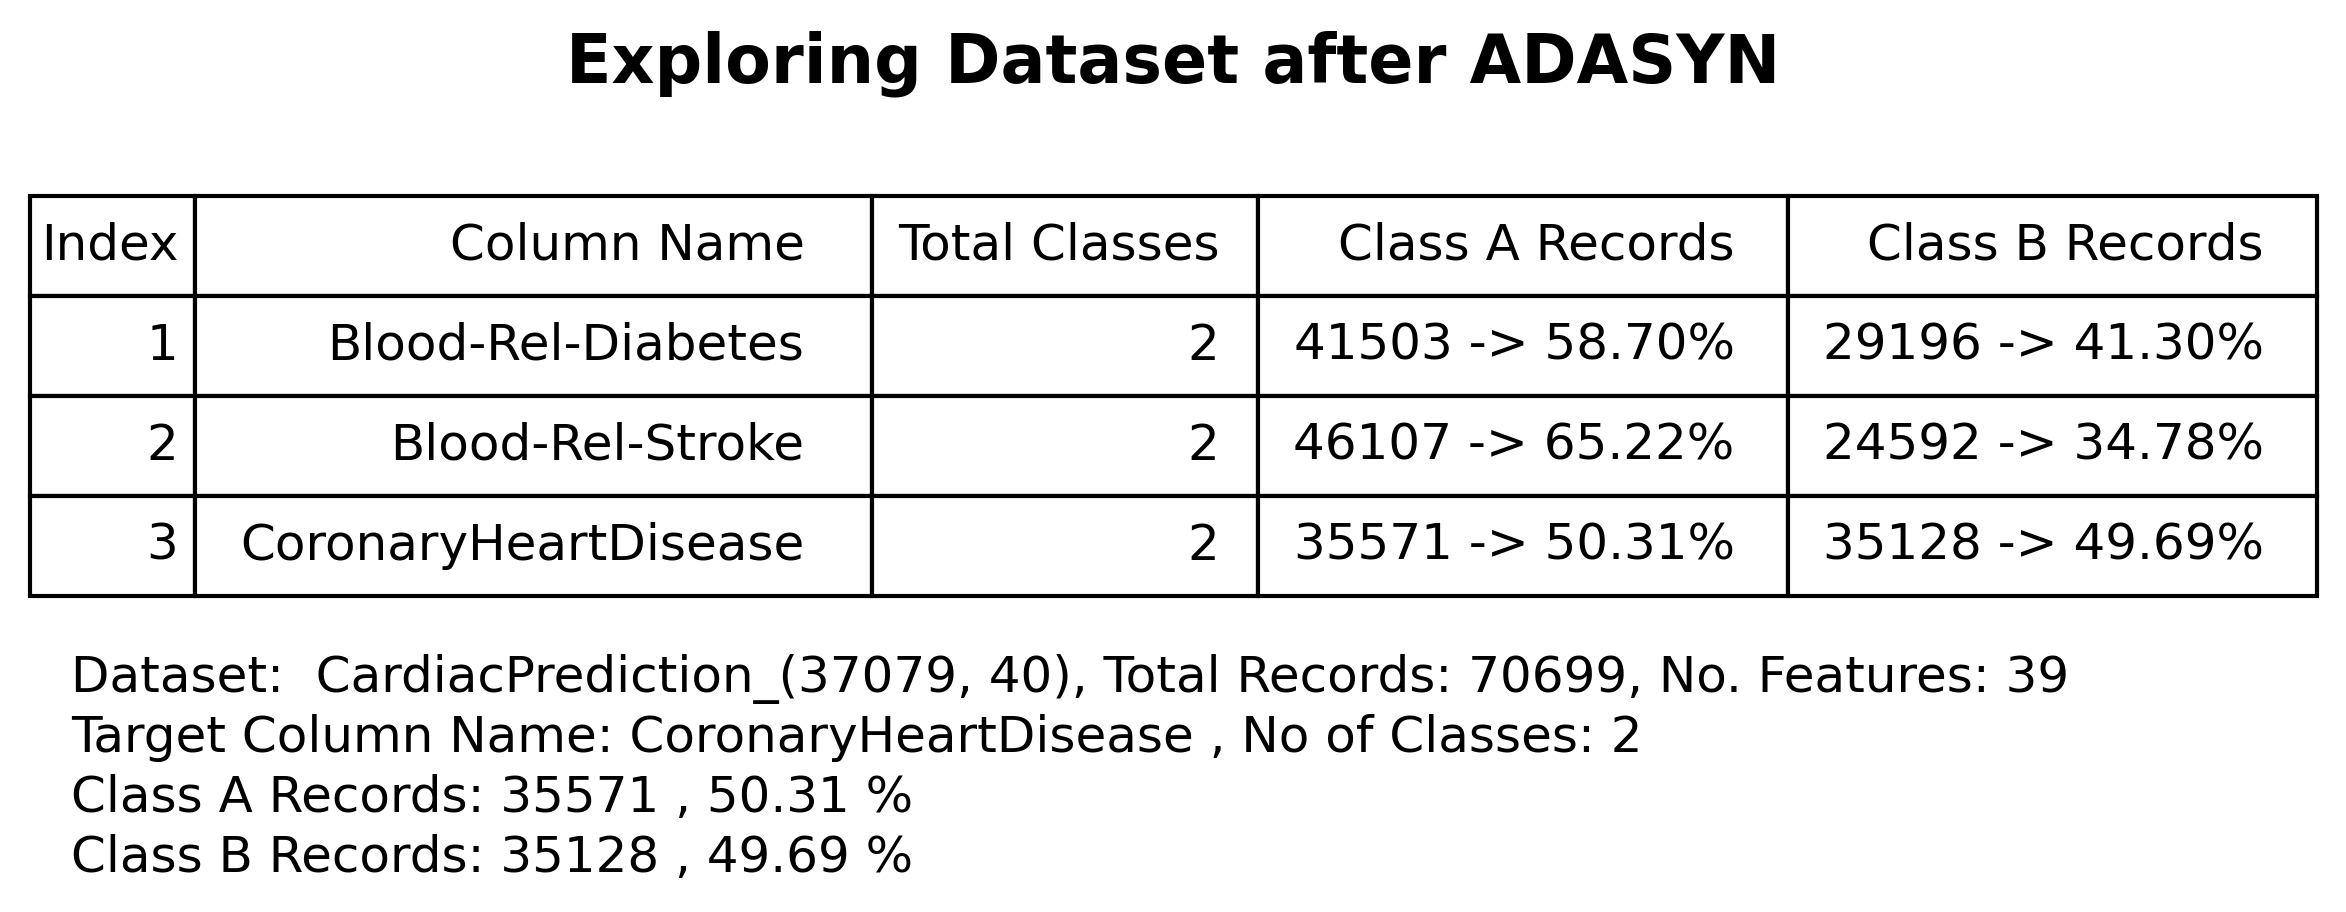 Exploring Dataset after ADASYN
Index Column Name Total Classes Class A Records Class B Records
1 Blood-Rel-Diabetes 2 41503 -> 58.70% 29196 -> 41.30%
2 Blood-Rel-Stroke 2 46107 -> 65.22% 24592 -> 34.78%
3 CoronaryHeartDisease 2 35571 -> 50.31% 35128 -> 49.69%
Dataset:  CardiacPrediction_(37079, 40), Total Records: 70699, No. Features: 39
Target Column Name: CoronaryHeartDisease , No of Classes: 2
Class A Records: 35571 , 50.31 %
Class B Records: 35128 , 49.69 %